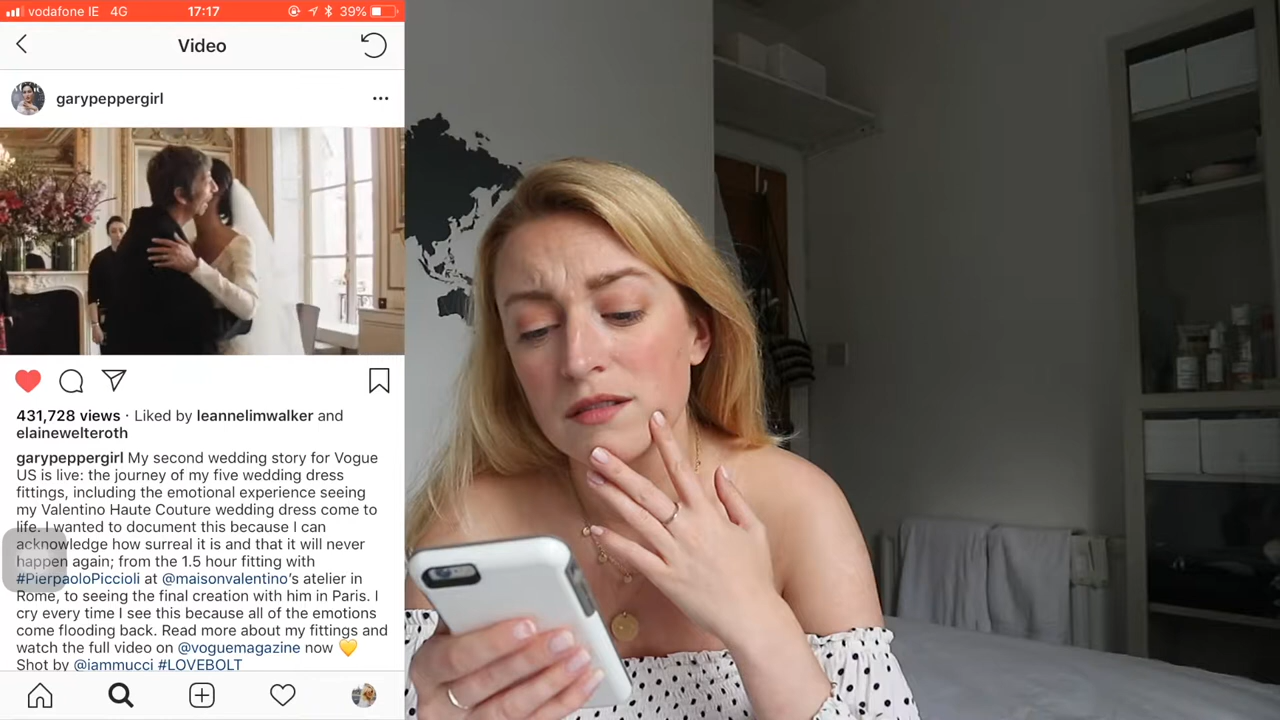 vodafone IE 4G 17:17 39%
Video
garypeppergirl
431,728 views · Liked by leannelimwalker and
elainewelteroth
garypeppergirl My second wedding story for Vogue
US is live: the journey of my five wedding dress
fittings, including the emotional experience seeing
my Valentino Haute Couture wedding dress come to
life. I wanted to document this because I can
acknowledge how surreal it is and that it will never
happen again; from the 1.5 hour fitting with
#PierpaoloPiccioli at @maisonvalentino's atelier in
Rome, to seeing the final creation with him in Paris. I
cry every time I see this because all of the emotions
come flooding back. Read more about my fittings and
watch the full video on @voguemagazine now 💛
Shot by @iammucci #LOVEBOLT